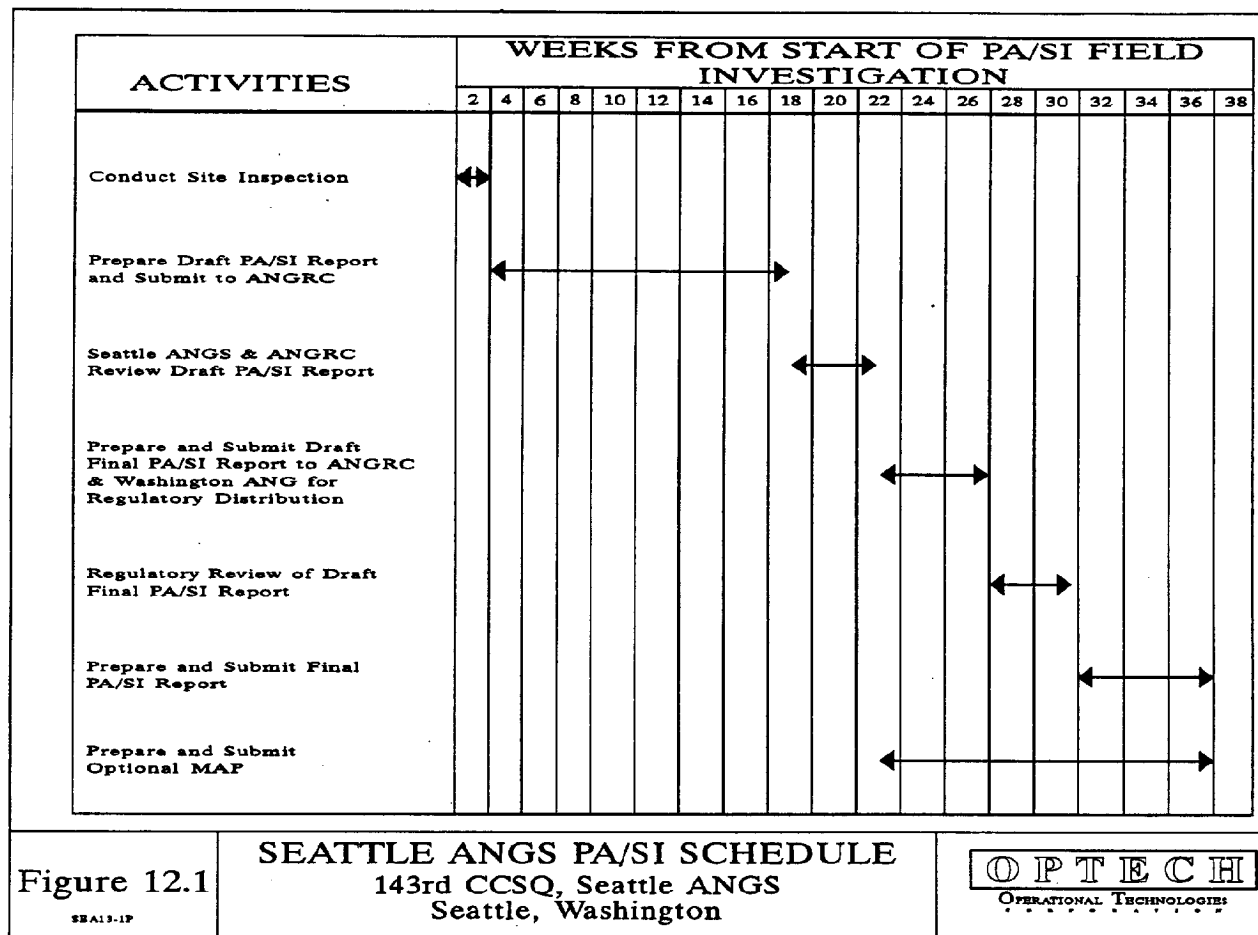 ACTIVITIES
WEEKS FROM START OF PA/SI FIELD
INVESTIGATION
2 4 6 8 10 12 14 16 18 20 22 24 26 28 30 32 34 36 38
Conduct Site Inspection
Prepare Draft PA/SI Report
and Submit to ANGRC
Seattle ANGS & ANGRC
Review Draft PA/SI Report
Prepare and Submit Draft
Final PA/SI Report to ANGRC
& Washington ANG for
Regulatory Distribution
Regulatory Review of Draft
Final PA/SI Report
Prepare and Submit Final
PA/SI Report
Prepare and Submit
Optional MAP
Figure 12.1
SEA13-1P
SEATTLE ANGS PA/SI SCHEDULE
143rd CCSQ, Seattle ANGS
Seattle, Washington
OPTECH
OPERATIONAL TECHNOLOGIES
CORPORATION